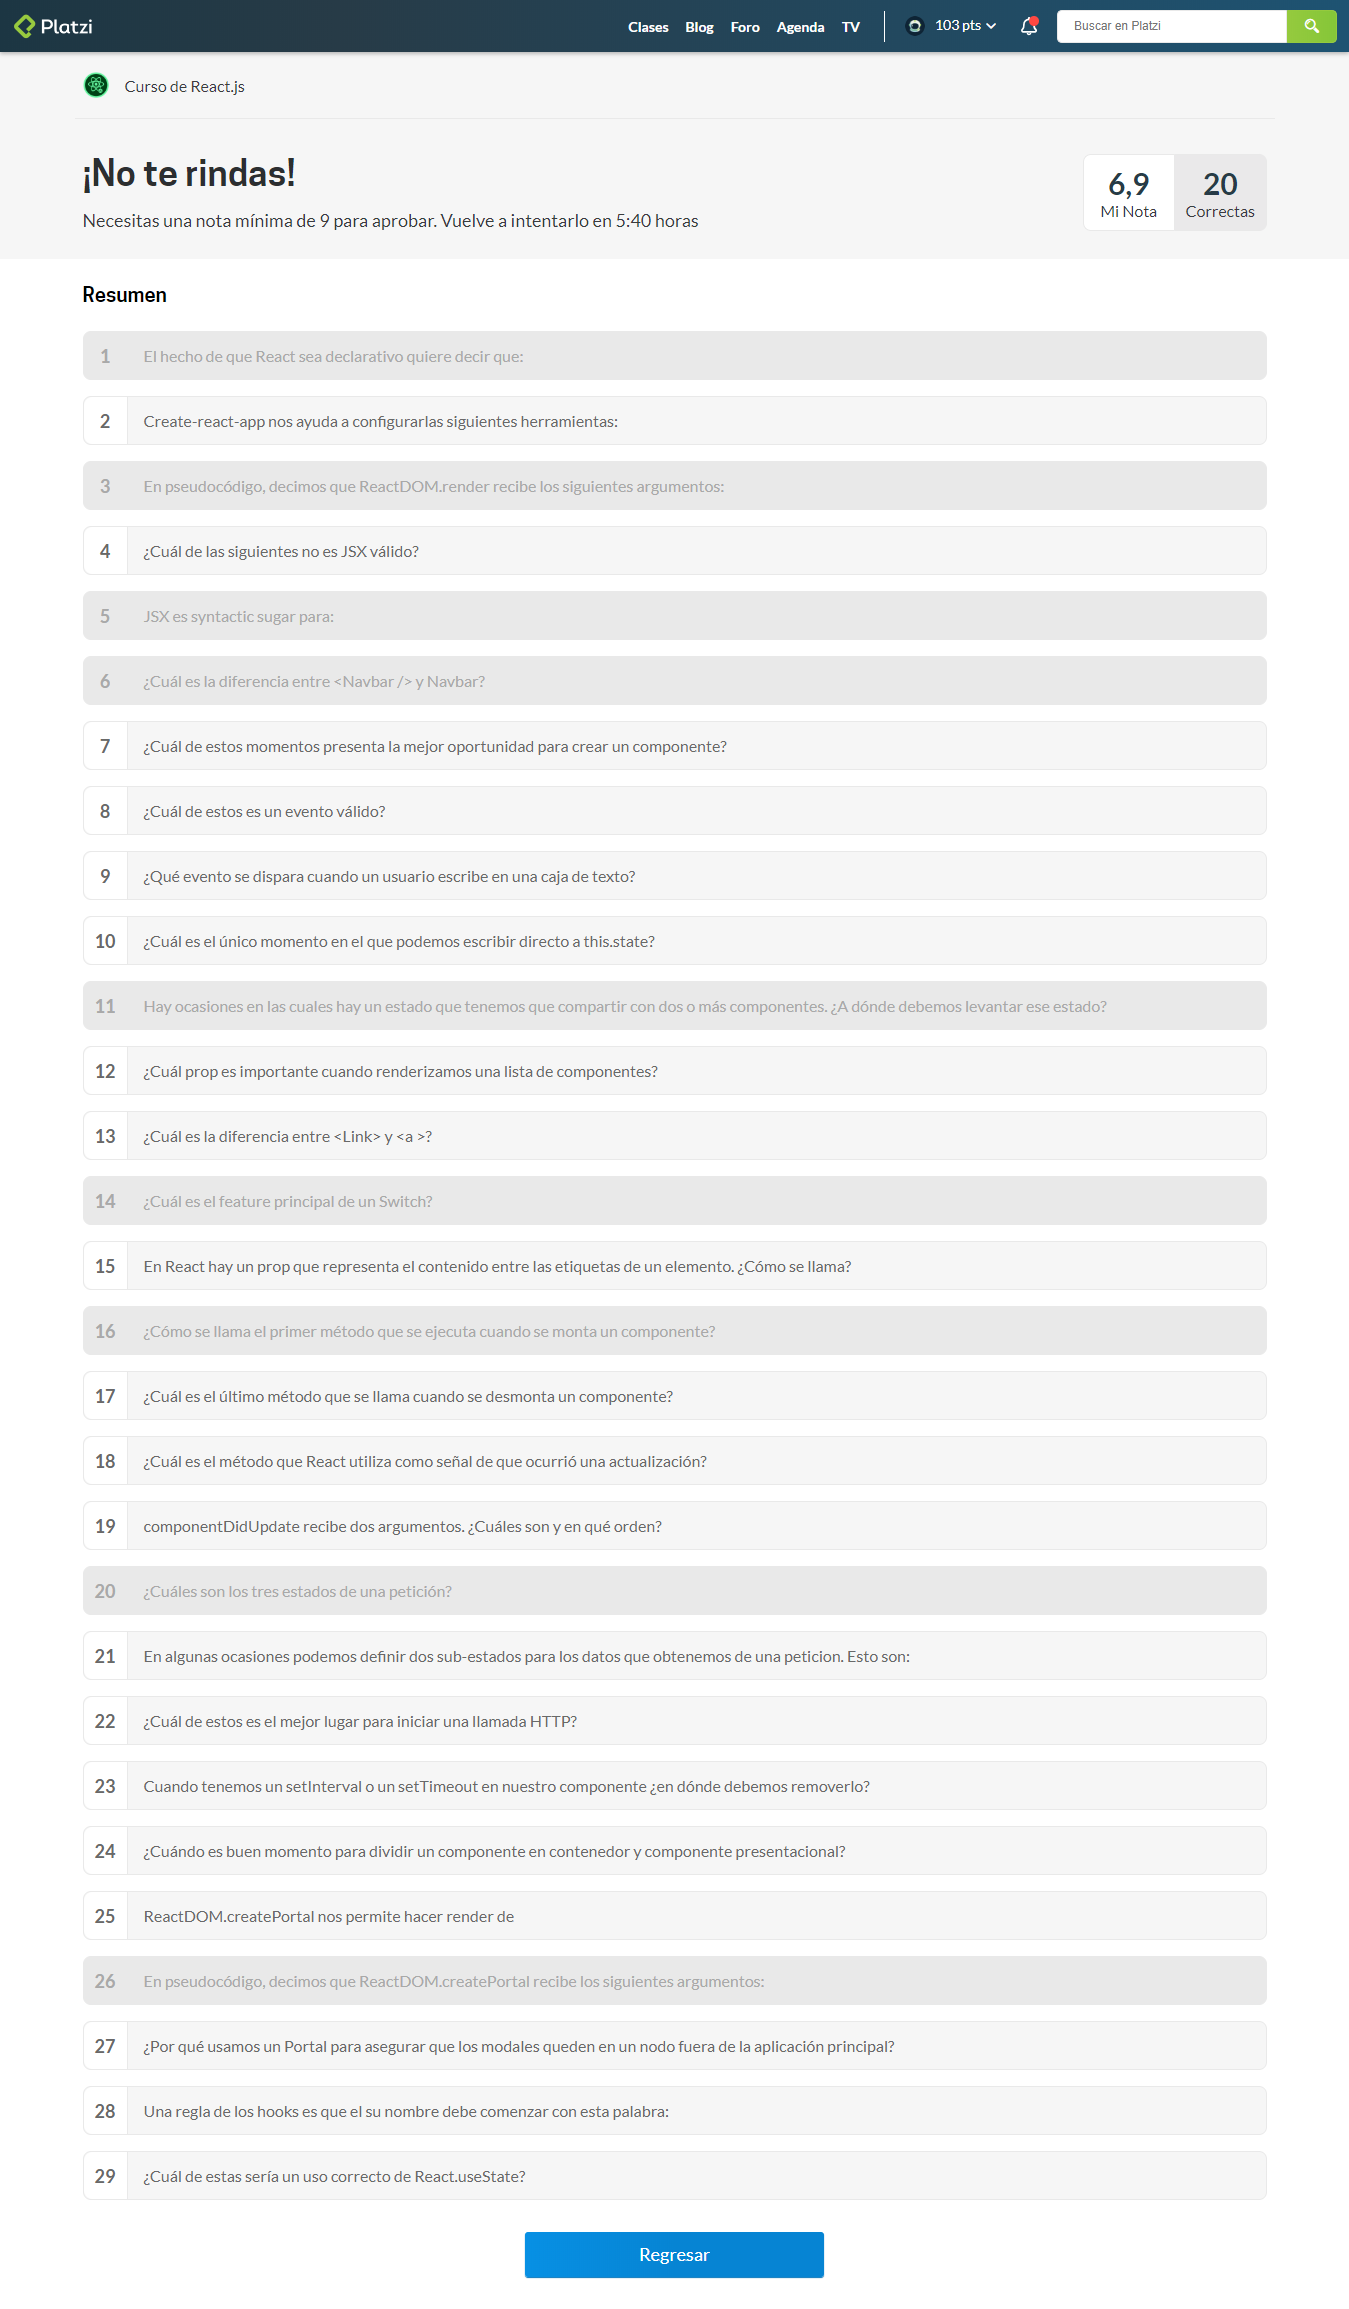 Platzi
Clases Blog Foro Agenda TV 103 pts Buscar en Platzi
Curso de React.js
¡No te rindas!
Necesitas una nota mínima de 9 para aprobar. Vuelve a intentarlo en 5:40 horas
6,9
Mi Nota
20
Correctas
Resumen
1 El hecho de que React sea declarativo quiere decir que:
2 Create-react-app nos ayuda a configurarlas siguientes herramientas:
3 En pseudocódigo, decimos que ReactDOM.render recibe los siguientes argumentos:
4 ¿Cuál de las siguientes no es JSX válido?
5 JSX es syntactic sugar para:
6 ¿Cuál es la diferencia entre <Navbar /> y Navbar?
7 ¿Cuál de estos momentos presenta la mejor oportunidad para crear un componente?
8 ¿Cuál de estos es un evento válido?
9 ¿Qué evento se dispara cuando un usuario escribe en una caja de texto?
10 ¿Cuál es el único momento en el que podemos escribir directo a this.state?
11 Hay ocasiones en las cuales hay un estado que tenemos que compartir con dos o más componentes. ¿A dónde debemos levantar ese estado?
12 ¿Cuál prop es importante cuando renderizamos una lista de componentes?
13 ¿Cuál es la diferencia entre <Link> y <a >?
14 ¿Cuál es el feature principal de un Switch?
15 En React hay un prop que representa el contenido entre las etiquetas de un elemento. ¿Cómo se llama?
16 ¿Cómo se llama el primer método que se ejecuta cuando se monta un componente?
17 ¿Cuál es el último método que se llama cuando se desmonta un componente?
18 ¿Cuál es el método que React utiliza como señal de que ocurrió una actualización?
19 componentDidUpdate recibe dos argumentos. ¿Cuáles son y en qué orden?
20 ¿Cuáles son los tres estados de una petición?
21 En algunas ocasiones podemos definir dos sub-estados para los datos que obtenemos de una peticion. Esto son:
22 ¿Cuál de estos es el mejor lugar para iniciar una llamada HTTP?
23 Cuando tenemos un setInterval o un setTimeout en nuestro componente ¿en dónde debemos removerlo?
24 ¿Cuándo es buen momento para dividir un componente en contenedor y componente presentacional?
25 ReactDOM.createPortal nos permite hacer render de
26 En pseudocódigo, decimos que ReactDOM.createPortal recibe los siguientes argumentos:
27 ¿Por qué usamos un Portal para asegurar que los modales queden en un nodo fuera de la aplicación principal?
28 Una regla de los hooks es que el su nombre debe comenzar con esta palabra:
29 ¿Cuál de estas sería un uso correcto de React.useState?
Regresar